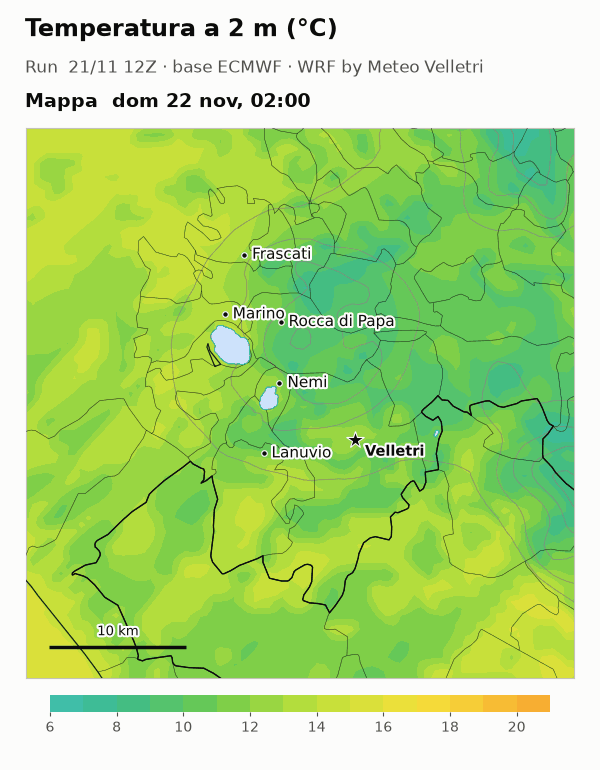 Temperatura a 2 m (°C)
Run  21/11 12Z · base ECMWF · WRF by Meteo Velletri
Mappa  dom 22 nov, 02:00
Frascati
Marino
Rocca di Papa
Nemi
Velletri
Lanuvio
10 km
6 8 10 12 14 16 18 20